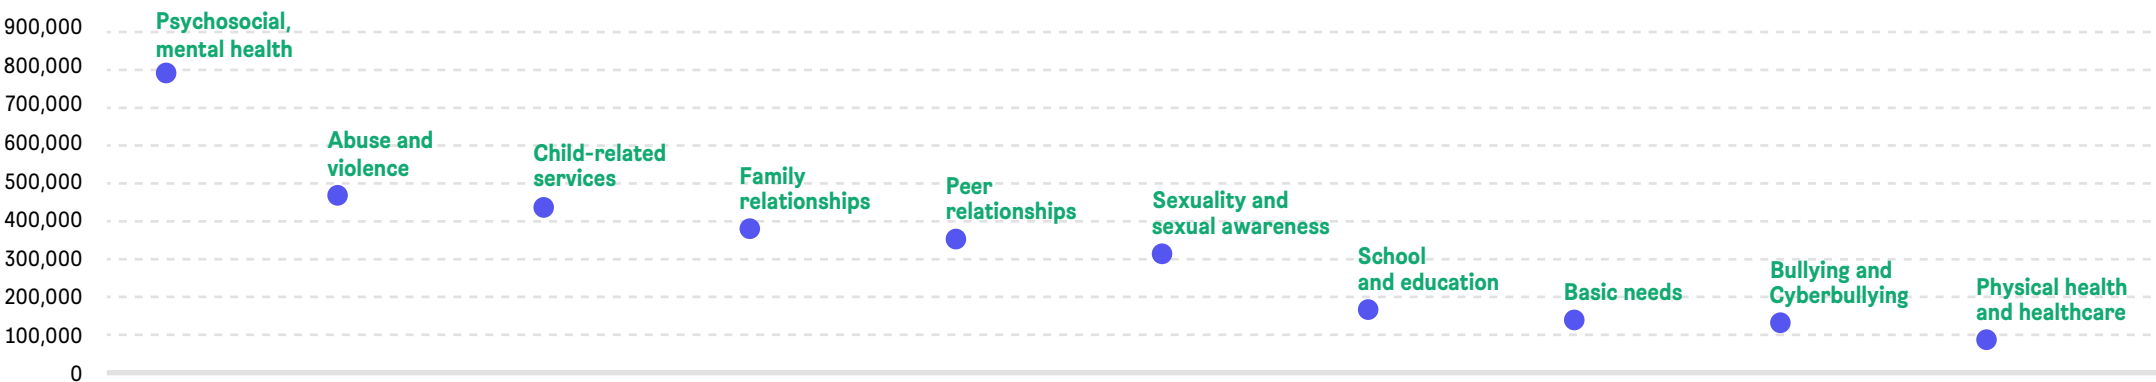 900,000
800,000
700,000
600,000
500,000
400,000
300,000
200,000
100,000
0
Psychosocial,
mental health
Abuse and
violence
Child-related
services
Family
relationships
Peer
relationships
Sexuality and
sexual awareness
School
and education
Basic needs
Bullying and
Cyberbullying
Physical health
and healthcare